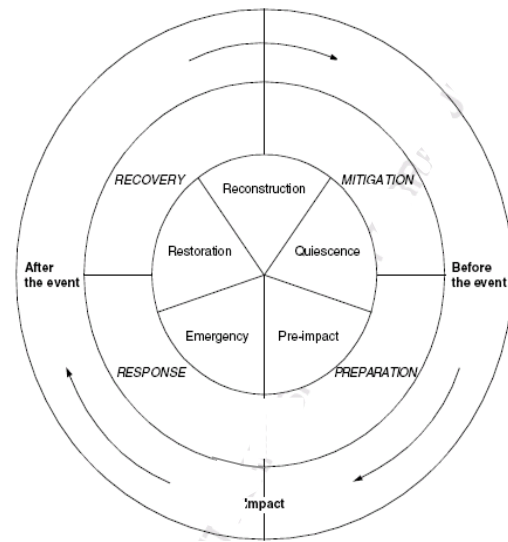 RECOVERY
MITIGATION
Reconstruction
Restoration
Quiescence
After
the event
Before
the event
Emergency
Pre-impact
RESPONSE
PREPARATION
Impact